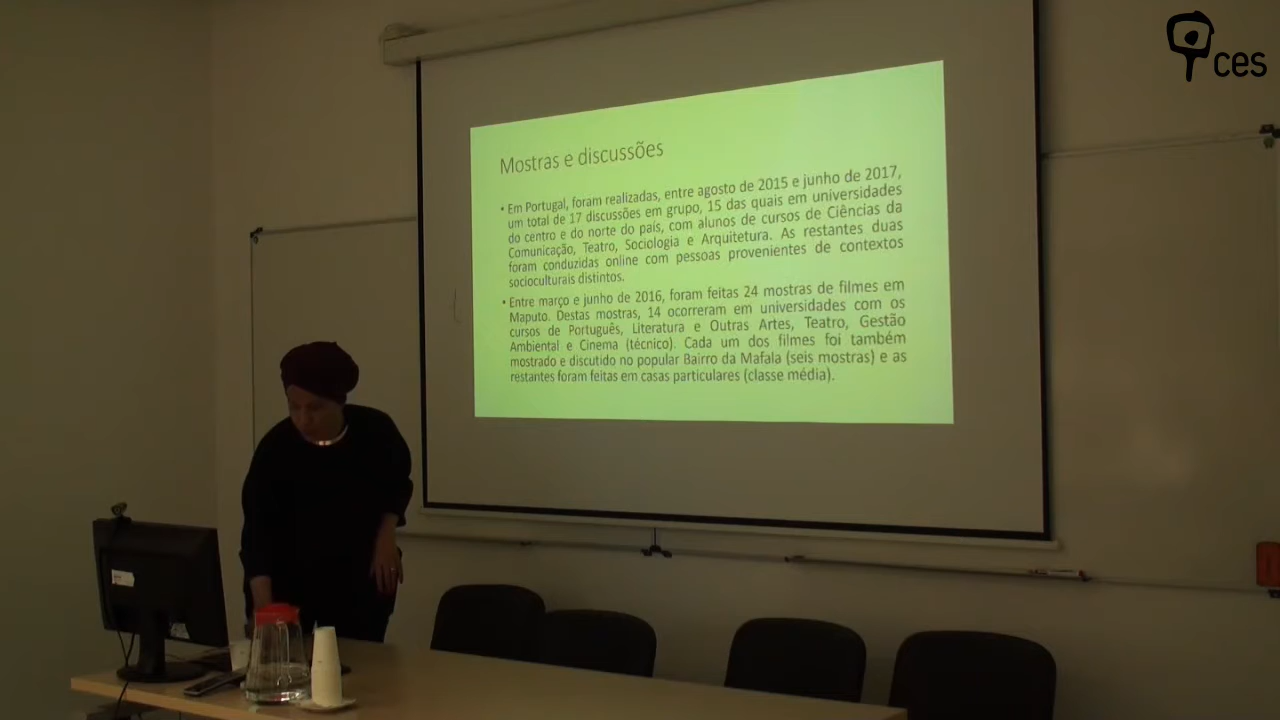 ces
Mostras e discussões
• Em Portugal, foram realizadas, entre agosto de 2015 e junho de 2017,
um total de 17 discussões em grupo, 15 das quais em universidades
do centro e do norte do país, com alunos de cursos de Ciências da
Comunicação, Teatro, Sociologia e Arquitetura. As restantes duas
foram conduzidas online com pessoas provenientes de contextos
socioculturais distintos.
• Entre março e junho de 2016, foram feitas 24 mostras de filmes em
Maputo. Destas mostras, 14 ocorreram em universidades com os
cursos de Português, Literatura e Outras Artes, Teatro, Gestão
Ambiental e Cinema (técnico). Cada um dos filmes foi também
mostrado e discutido no popular Bairro da Mafala (seis mostras) e as
restantes foram feitas em casas particulares (classe média).